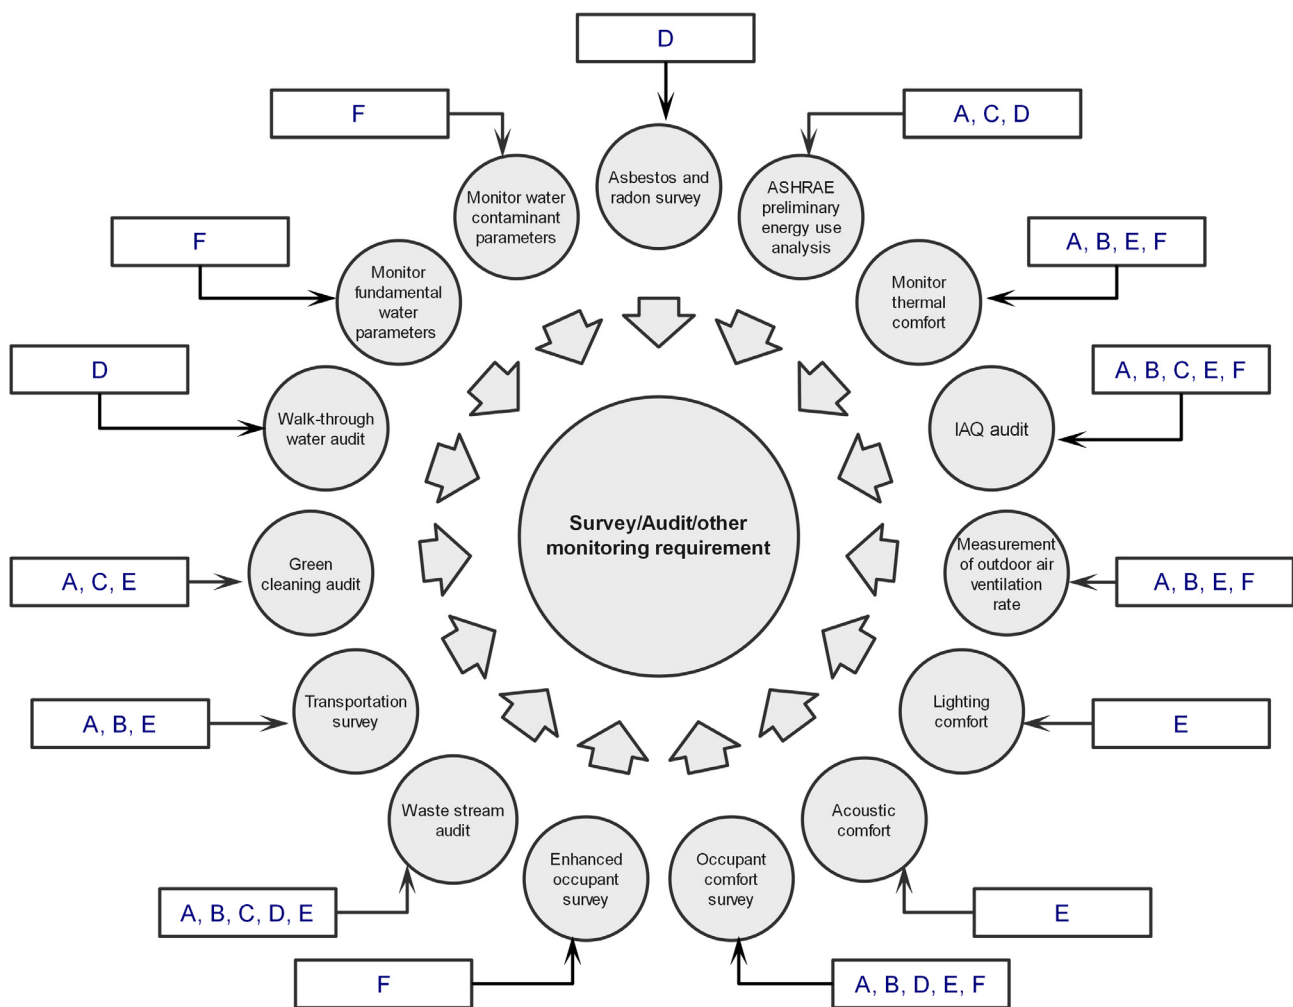 D
F
A, C, D
Asbestos and
radon survey
Monitor water
contaminant
parameters
ASHRAE
preliminary
energy use
analysis
F
A, B, E, F
Monitor
fundamental
water
parameters
Monitor
thermal
comfort
D
A, B, C, E, F
Walk-through
water audit
IAQ audit
Survey/Audit/other
monitoring requirement
A, C, E
Green
cleaning audit
Measurement
of outdoor air
ventilation
rate
A, B, E, F
A, B, E
Transportation
survey
Lighting
comfort
E
Waste stream
audit
Acoustic
comfort
Enhanced
occupant
survey
Occupant
comfort
survey
A, B, C, D, E
E
F
A, B, D, E, F